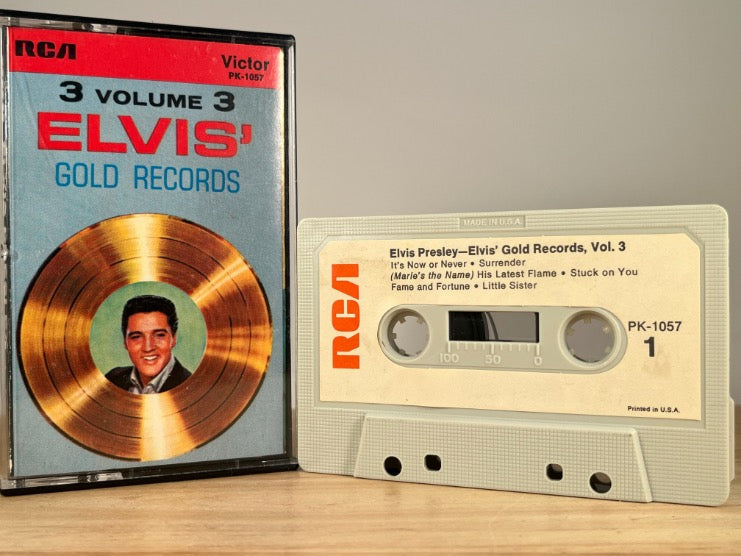 RCA
Victor
PK-1057
3 VOLUME 3
ELVIS'
GOLD RECORDS
MADE IN U.S.A.
Elvis Presley—Elvis' Gold Records, Vol. 3
It's Now or Never • Surrender
(Marie's the Name) His Latest Flame • Stuck on You
Fame and Fortune • Little Sister
RCA
PK-1057
1
100 50 0
Printed in U.S.A.